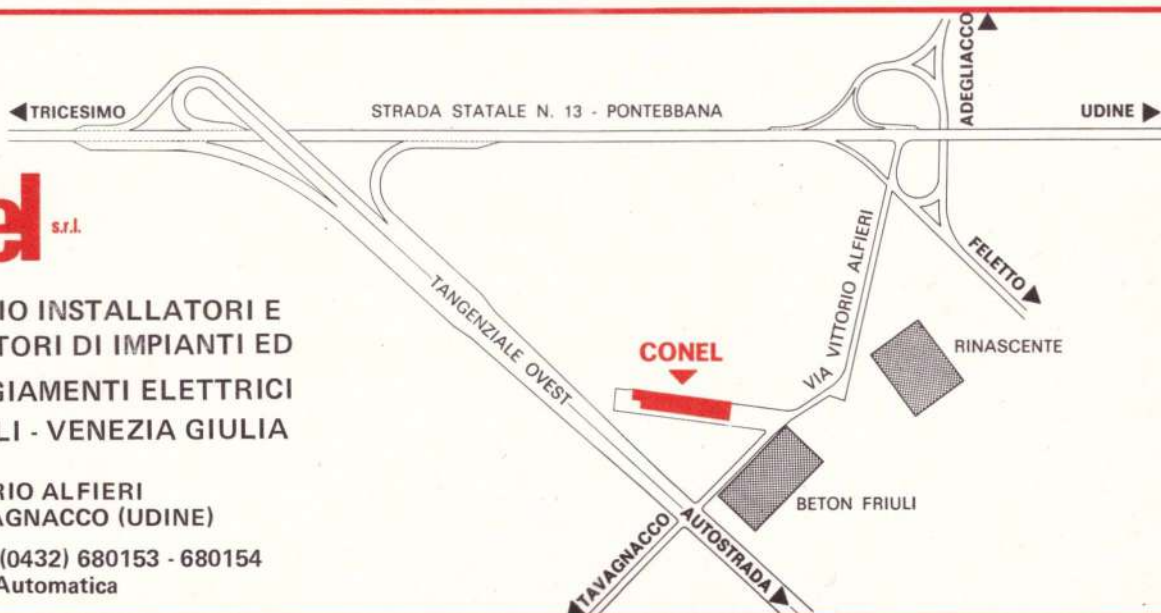 el s.r.l.
IO INSTALLATORI E
TORI DI IMPIANTI ED
GIAMENTI ELETTRICI
LI - VENEZIA GIULIA
RIO ALFIERI
AGNACCO (UDINE)
(0432) 680153 - 680154
Automatica
◀TRICESIMO
STRADA STATALE N. 13 - PONTEBBANA
ADEGLIACCO▶
UDINE ▶
TANGENZIALE OVEST
VIA VITTORIO ALFIERI
FELETTO▶
CONEL
RINASCENTE
BETON FRIULI
◀TAVAGNACCO
AUTOSTRADA▶